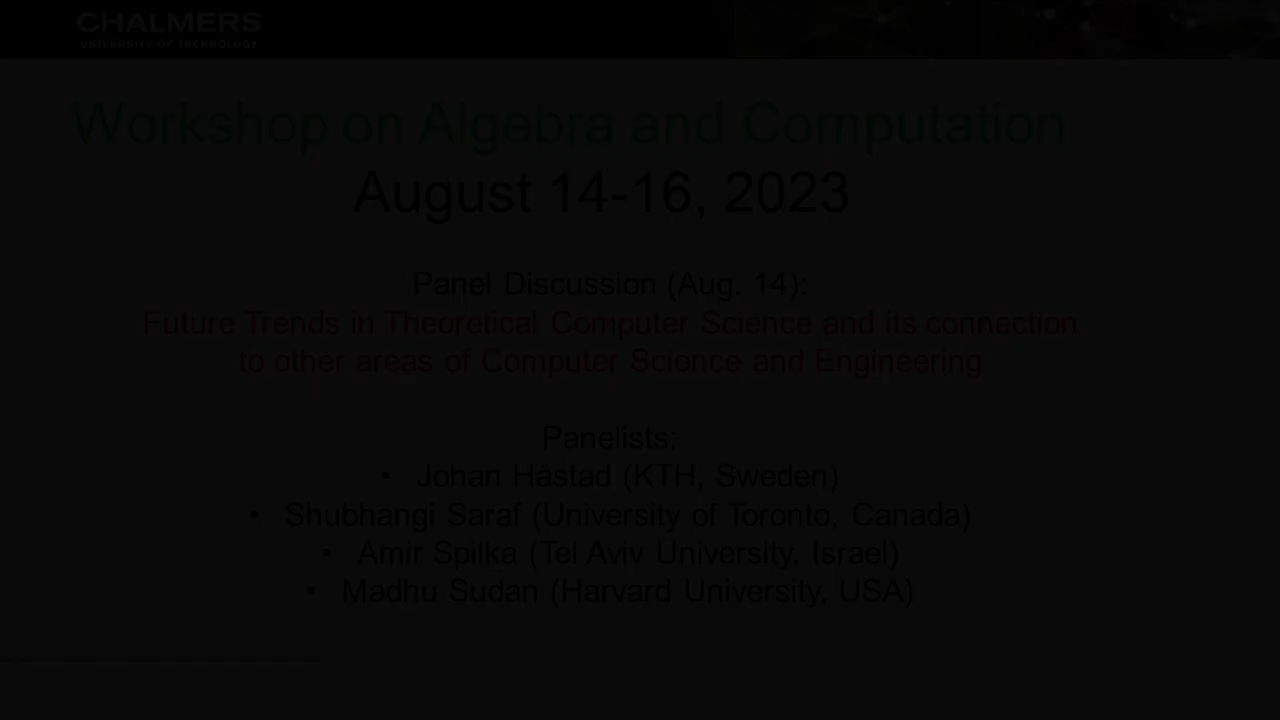 CHALMERS
UNIVERSITY OF TECHNOLOGY
Workshop on Algebra and Computation
August 14-16, 2023
Panel Discussion (Aug. 14):
Future Trends in Theoretical Computer Science and its connection
to other areas of Computer Science and Engineering
Panelists:
• Johan Håstad (KTH, Sweden)
• Shubhangi Saraf (University of Toronto, Canada)
• Amir Spilka (Tel Aviv University, Israel)
• Madhu Sudan (Harvard University, USA)